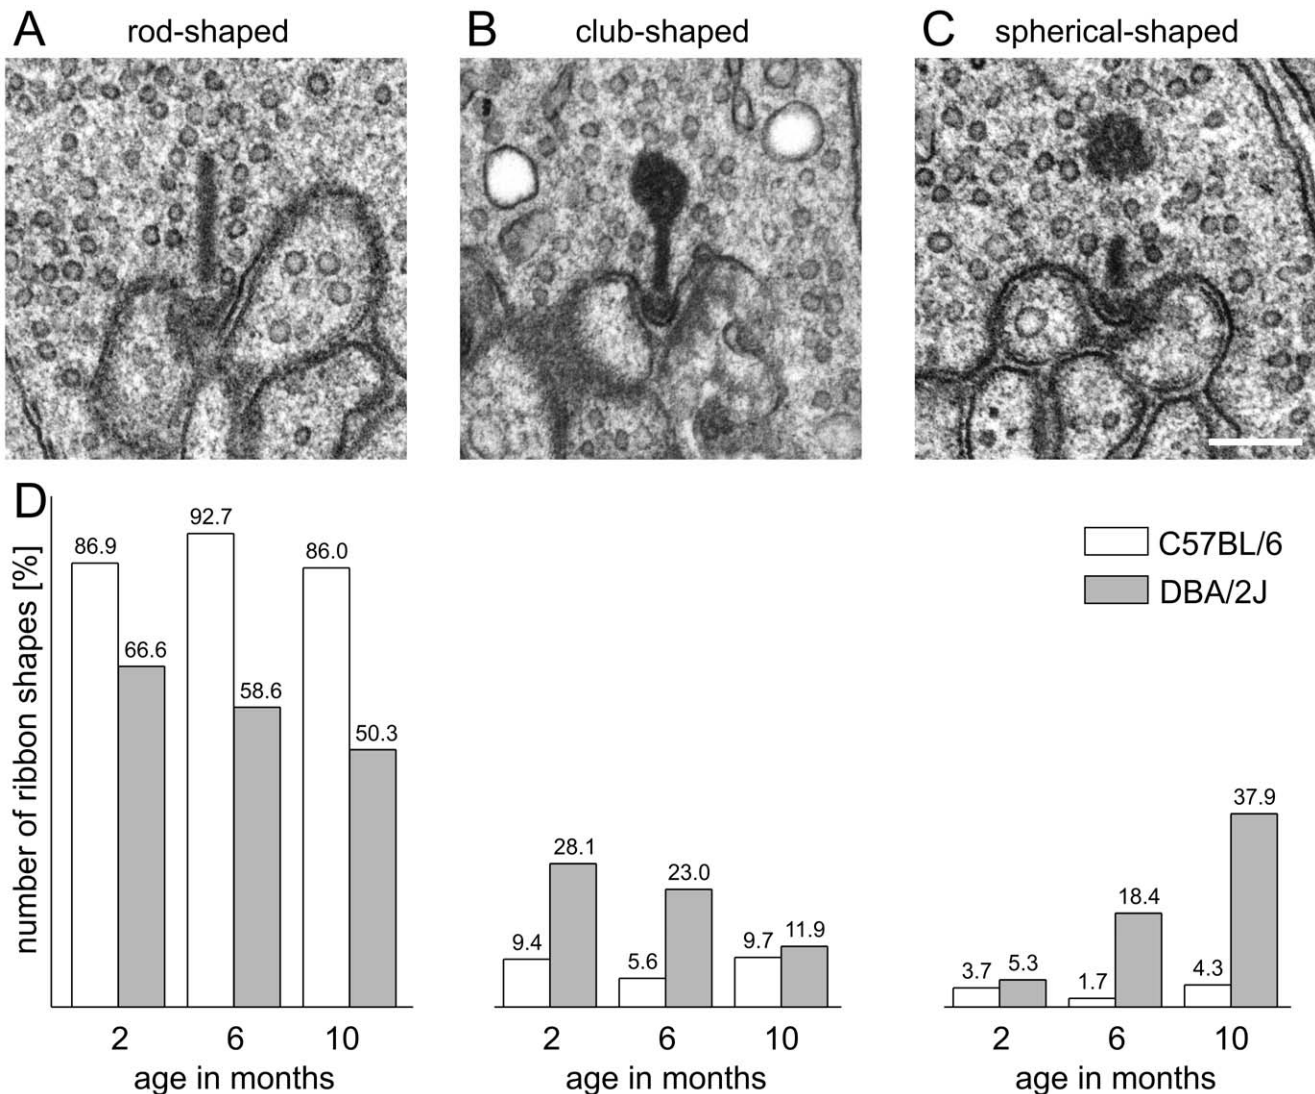 A rod-shaped
B club-shaped
C spherical-shaped
D
number of ribbon shapes [%]
86.9
66.6
92.7
58.6
86.0
50.3
2 6 10
age in months
9.4
28.1
5.6
23.0
9.7
11.9
2 6 10
age in months
C57BL/6
DBA/2J
3.7
5.3
1.7
18.4
4.3
37.9
2 6 10
age in months